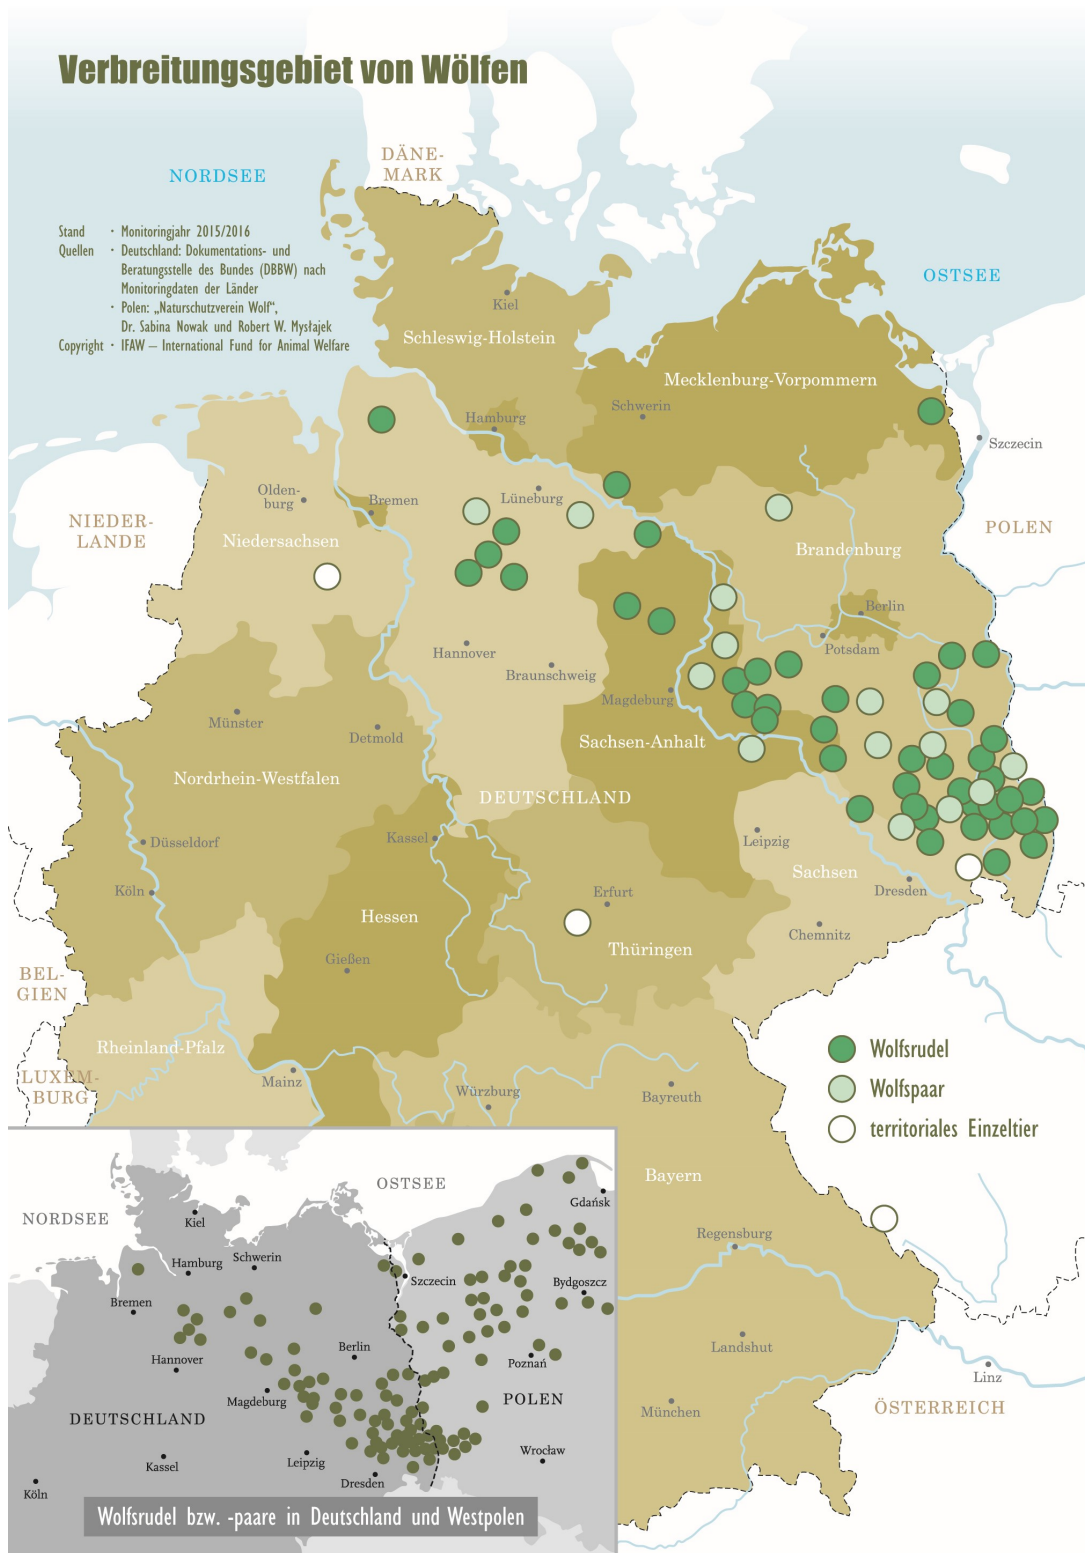 Verbreitungsgebiet von Wölfen
DÄNE-
MARK
NORDSEE
Stand · Monitoringjahr 2015/2016
Quellen · Deutschland: Dokumentations- und
Beratungsstelle des Bundes (DBBW) nach
Monitoringdaten der Länder
· Polen: „Naturschutzverein Wolf“,
Dr. Sabina Nowak und Robert W. Mysłajek
Copyright · IFAW – International Fund for Animal Welfare
OSTSEE
Kiel
Schleswig-Holstein
Mecklenburg-Vorpommern
Schwerin
Hamburg
Szczecin
Olden-
burg
Bremen
Lüneburg
NIEDER-
LANDE
POLEN
Niedersachsen
Brandenburg
Berlin
Potsdam
Hannover
Braunschweig
Magdeburg
Münster
Detmold
Sachsen-Anhalt
Nordrhein-Westfalen
DEUTSCHLAND
Düsseldorf
Kassel
Leipzig
Sachsen
Köln
Erfurt
Dresden
Hessen
Chemnitz
Thüringen
Gießen
BEL-
GIEN
Rheinland-Pfalz
LUXEM-
BURG
Mainz
Würzburg
Bayreuth
Wolfsrudel
Wolfspaar
territoriales Einzeltier
Bayern
Regensburg
Landshut
Linz
München
ÖSTERREICH
OSTSEE
NORDSEE
Gdańsk
Kiel
Hamburg
Schwerin
Szczecin
Bydgoszcz
Bremen
Berlin
Hannover
Poznań
Magdeburg
POLEN
DEUTSCHLAND
Wrocław
Kassel
Leipzig
Dresden
Köln
Wolfsrudel bzw. -paare in Deutschland und Westpolen